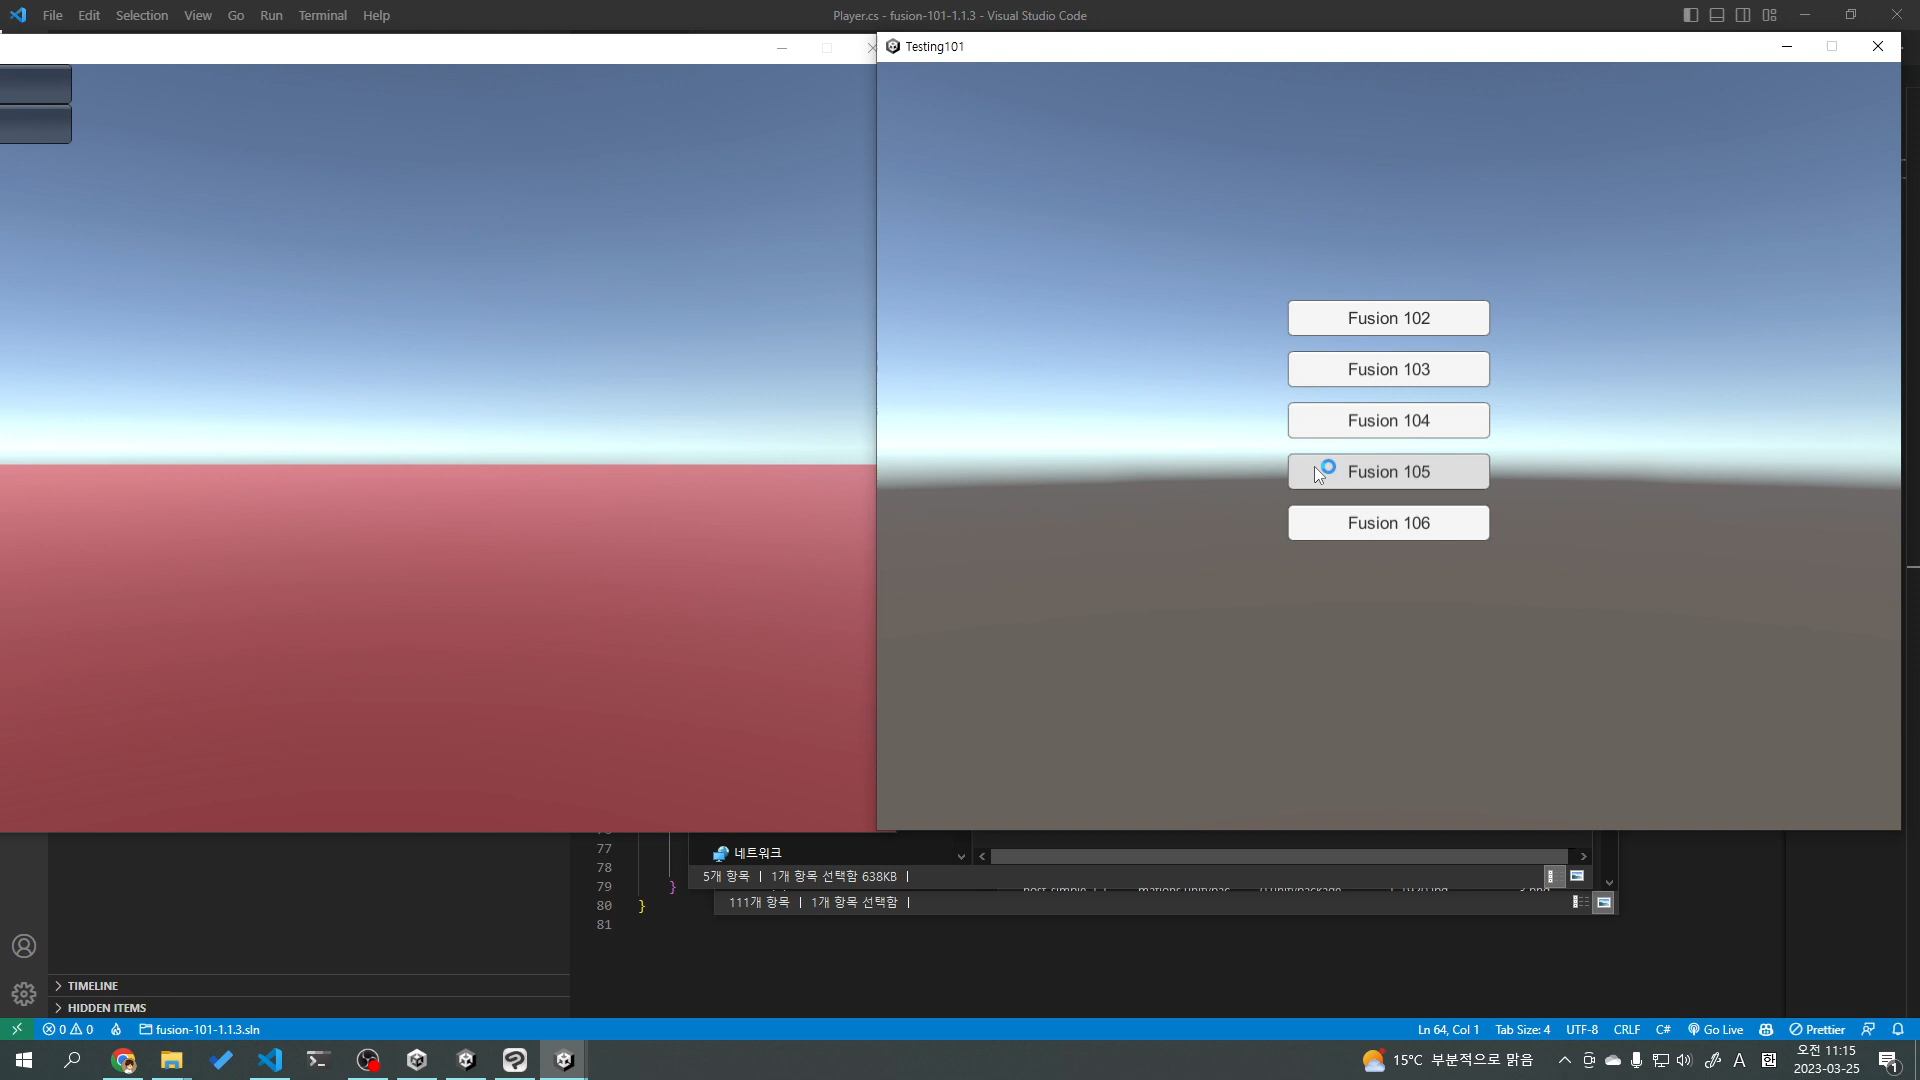 File Edit Selection View Go Run Terminal Help
Player.cs - fusion-101-1.1.3 - Visual Studio Code
Testing101
Fusion 102
Fusion 103
Fusion 104
Fusion 105
Fusion 106
77
78
79 }
80 }
81
네트워크
5개 항목 | 1개 항목 선택함 638KB |
111개 항목 | 1개 항목 선택함 |
TIMELINE
HIDDEN ITEMS
0 0 fusion-101-1.1.3.sln
Ln 64, Col 1 Tab Size: 4 UTF-8 CRLF C# Go Live Prettier
15°C 부분적으로 맑음
A
오전 11:15
2023-03-25
1